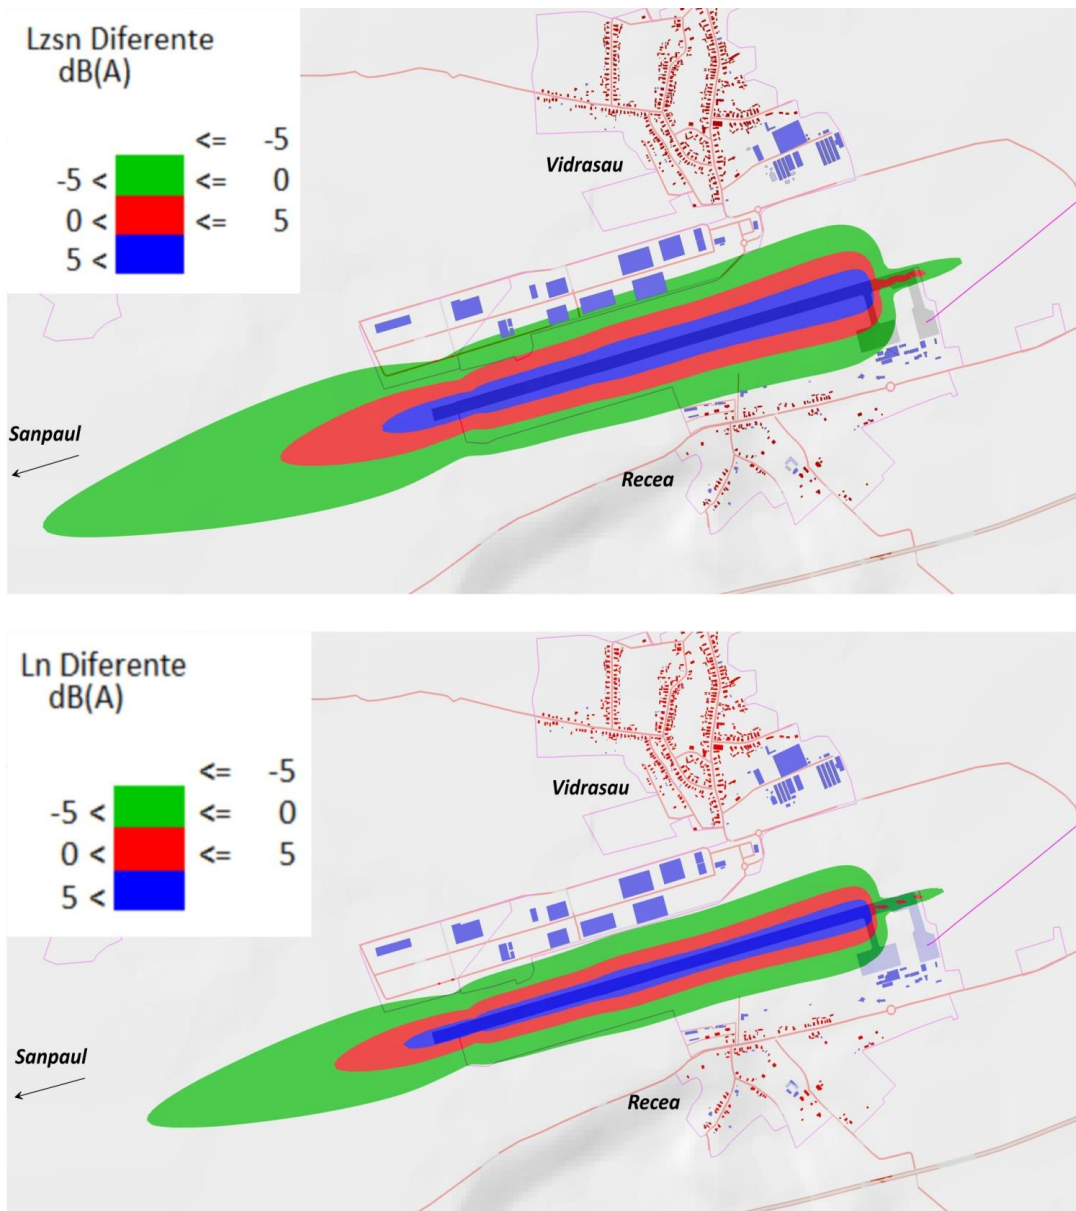 Lzsn Diferente
dB(A)
<= -5
-5 < <= 0
0 < <= 5
5 <
Vidrasau
Sanpaul
Recea
Ln Diferente
dB(A)
<= -5
-5 < <= 0
0 < <= 5
5 <
Vidrasau
Sanpaul
Recea